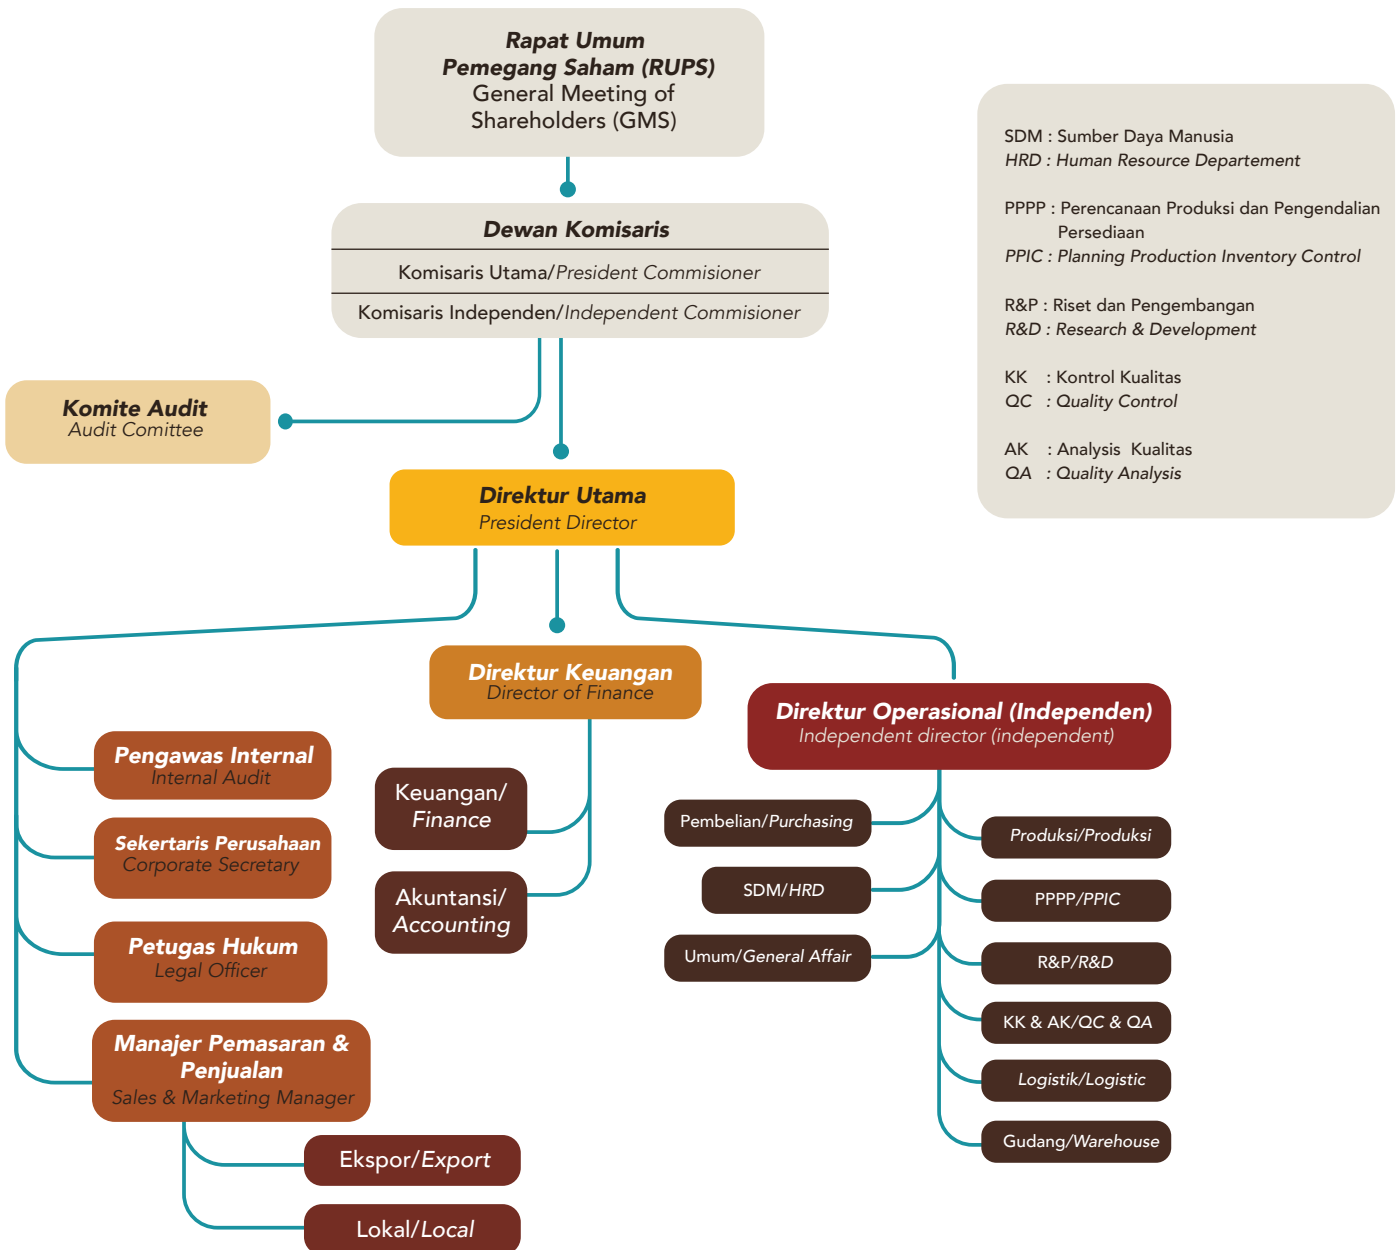 Rapat Umum
Pemegang Saham (RUPS)
General Meeting of
Shareholders (GMS)
SDM : Sumber Daya Manusia
HRD : Human Resource Departement
PPPP : Perencanaan Produksi dan Pengendalian
Persediaan
PPIC : Planning Production Inventory Control
R&P : Riset dan Pengembangan
R&D : Research & Development
KK : Kontrol Kualitas
QC : Quality Control
AK : Analysis Kualitas
QA : Quality Analysis
Dewan Komisaris
Komisaris Utama/President Commisioner
Komisaris Independen/Independent Commisioner
Komite Audit
Audit Comittee
Direktur Utama
President Director
Direktur Keuangan
Director of Finance
Direktur Operasional (Independen)
Independent director (independent)
Pengawas Internal
Internal Audit
Sekertaris Perusahaan
Corporate Secretary
Petugas Hukum
Legal Officer
Manajer Pemasaran &
Penjualan
Sales & Marketing Manager
Ekspor/Export
Lokal/Local
Keuangan/
Finance
Akuntansi/
Accounting
Pembelian/Purchasing
SDM/HRD
Umum/General Affair
Produksi/Produksi
PPPP/PPIC
R&P/R&D
KK & AK/QC & QA
Logistik/Logistic
Gudang/Warehouse